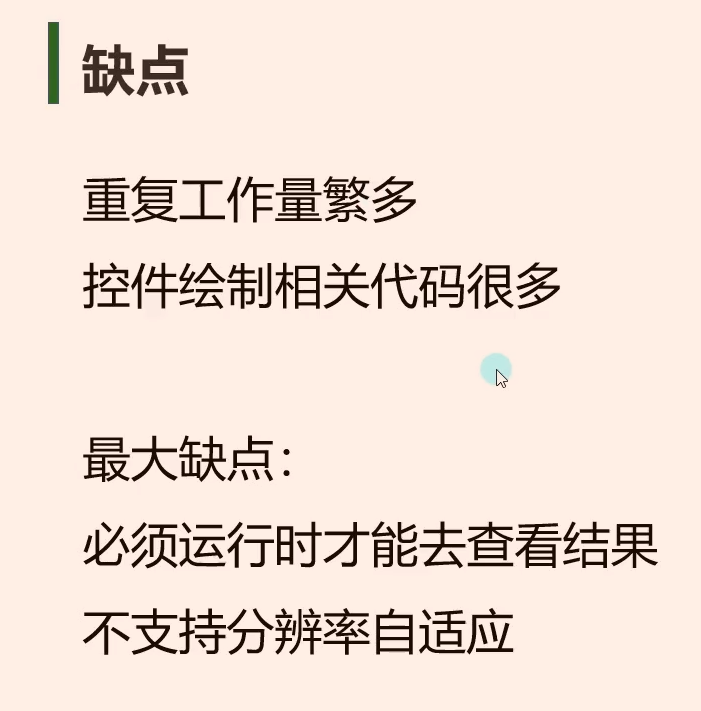 缺点
重复工作量繁多
控件绘制相关代码很多
最大缺点：
必须运行时才能去查看结果
不支持分辨率自适应